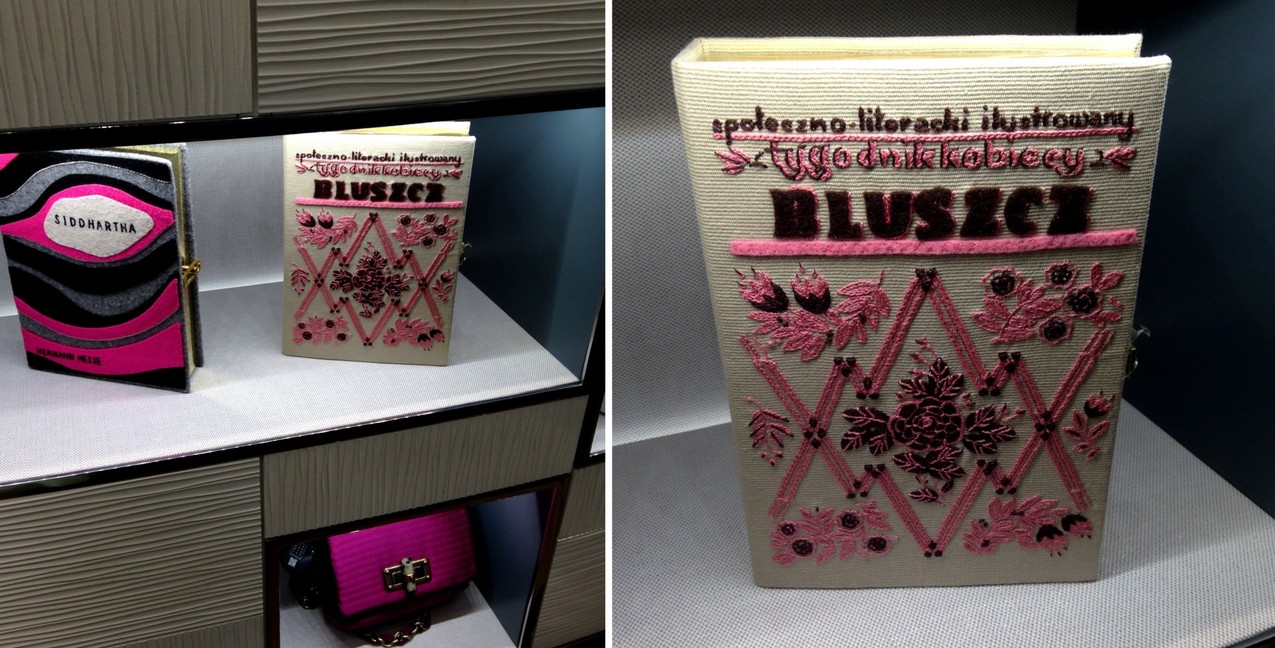 SIDDHARTHA
HERMANN HESSE
społeczno-literacki ilustrowany
tygodnik kobiecy
BLUSZCZ
społeczno-literacki ilustrowany
tygodnik kobiecy
BLUSZCZ